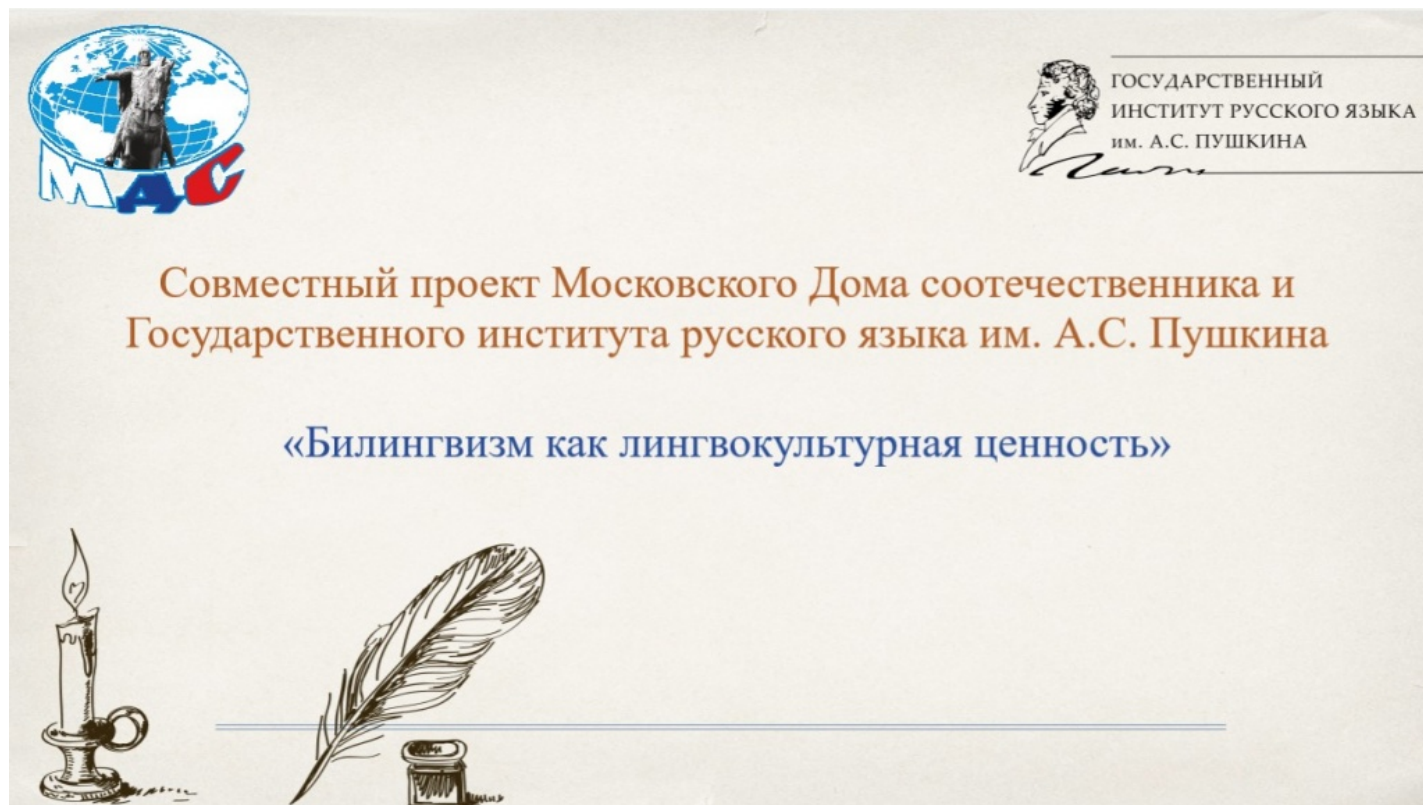 МДС
ГОСУДАРСТВЕННЫЙ
ИНСТИТУТ РУССКОГО ЯЗЫКА
им. А.С. ПУШКИНА
Совместный проект Московского Дома соотечественника и
Государственного института русского языка им. А.С. Пушкина
«Билингвизм как лингвокультурная ценность»